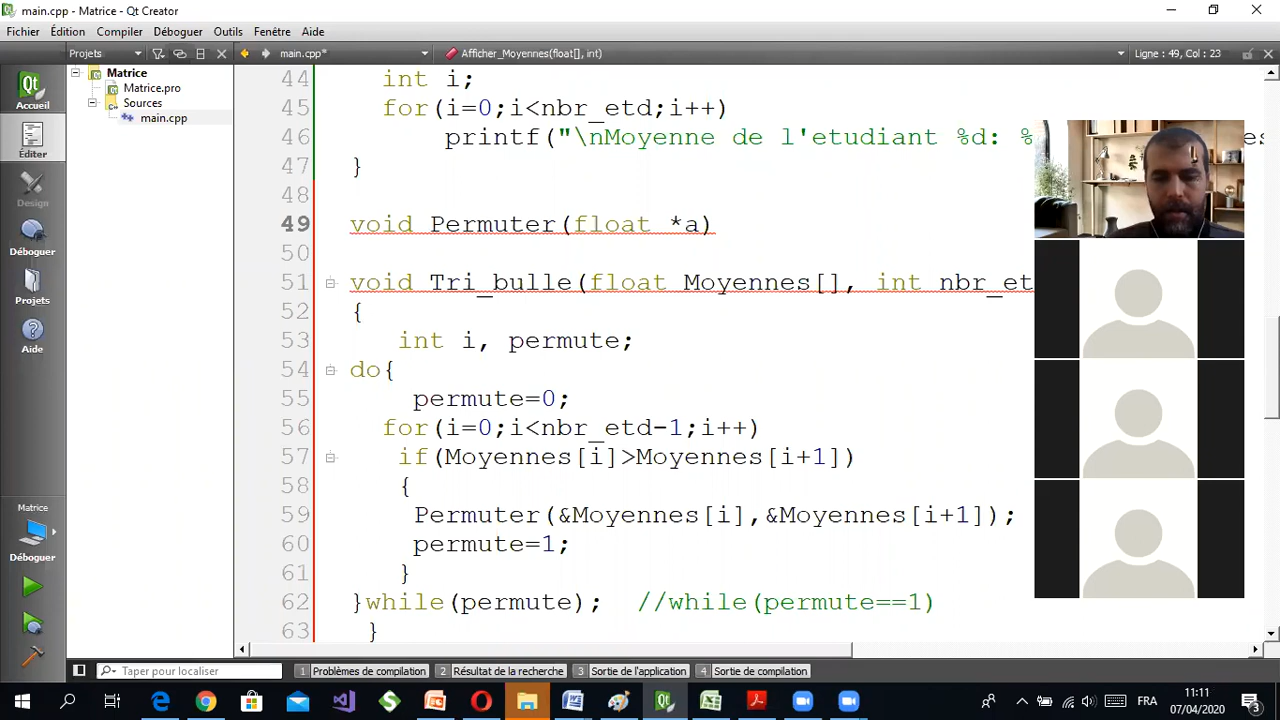 main.cpp - Matrice - Qt Creator
Fichier Édition Compiler Déboguer Outils Fenêtre Aide
Projets main.cpp* Afficher_Moyennes(float[], int) Ligne : 49, Col : 23
Matrice
Matrice.pro
Sources
main.cpp
Qt
Accueil
Éditer
Design
Déboguer
Projets
Aide
Matrice
Déboguer
44 int i;
45 for(i=0;i<nbr_etd;i++)
46 printf("\nMoyenne de l'etudiant %d: %
47 }
48
49 void Permuter(float *a)
50
51 void Tri_bulle(float Moyennes[], int nbr_et
52 {
53 int i, permute;
54 do{
55 permute=0;
56 for(i=0;i<nbr_etd-1;i++)
57 if(Moyennes[i]>Moyennes[i+1])
58 {
59 Permuter(&Moyennes[i],&Moyennes[i+1]);
60 permute=1;
61 }
62 }while(permute); //while(permute==1)
63 }
Taper pour localiser 1 Problèmes de compilation 2 Résultat de la recherche 3 Sortie de l'application 4 Sortie de compilation
FRA
11:11
07/04/2020
3